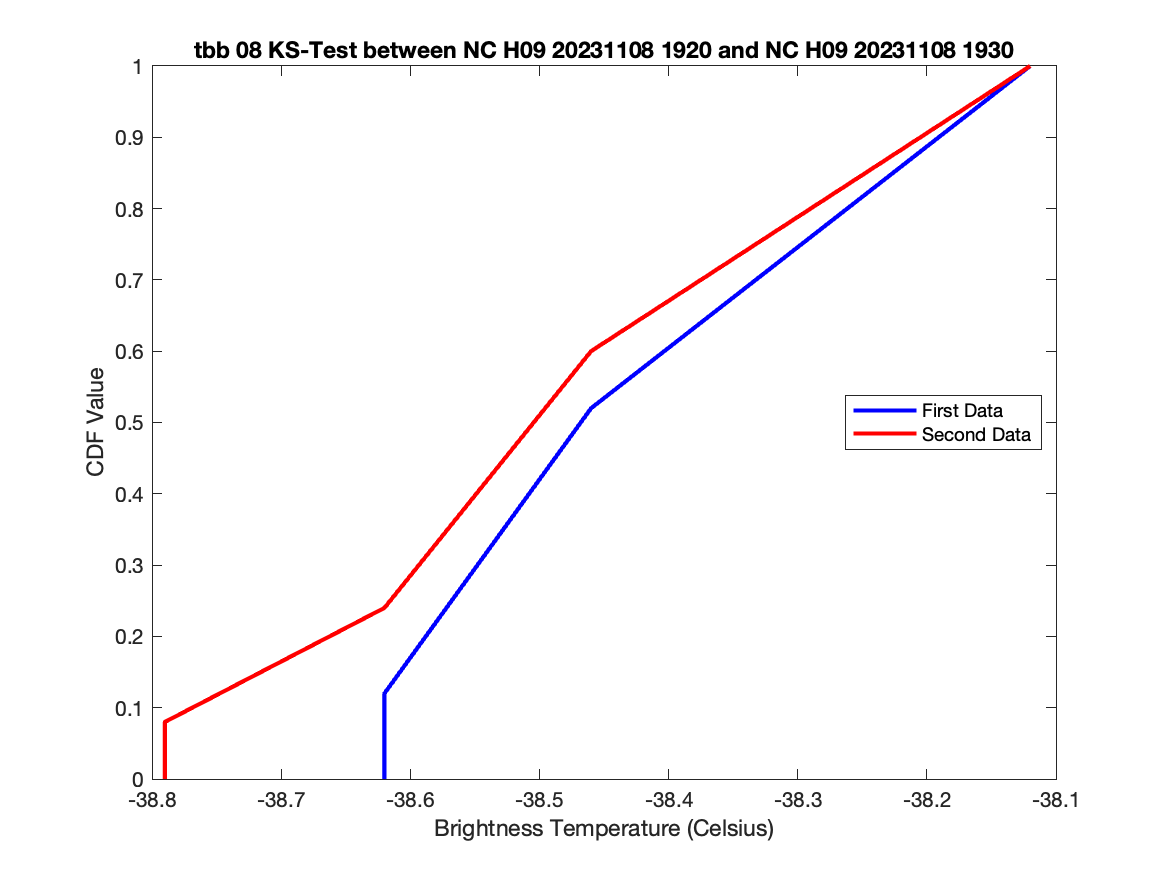 tbb 08 KS-Test between NC H09 20231108 1920 and NC H09 20231108 1930
1
0.9
0.8
0.7
0.6
0.5
0.4
0.3
0.2
0.1
0
CDF Value
First Data
Second Data
-38.8 -38.7 -38.6 -38.5 -38.4 -38.3 -38.2 -38.1
Brightness Temperature (Celsius)